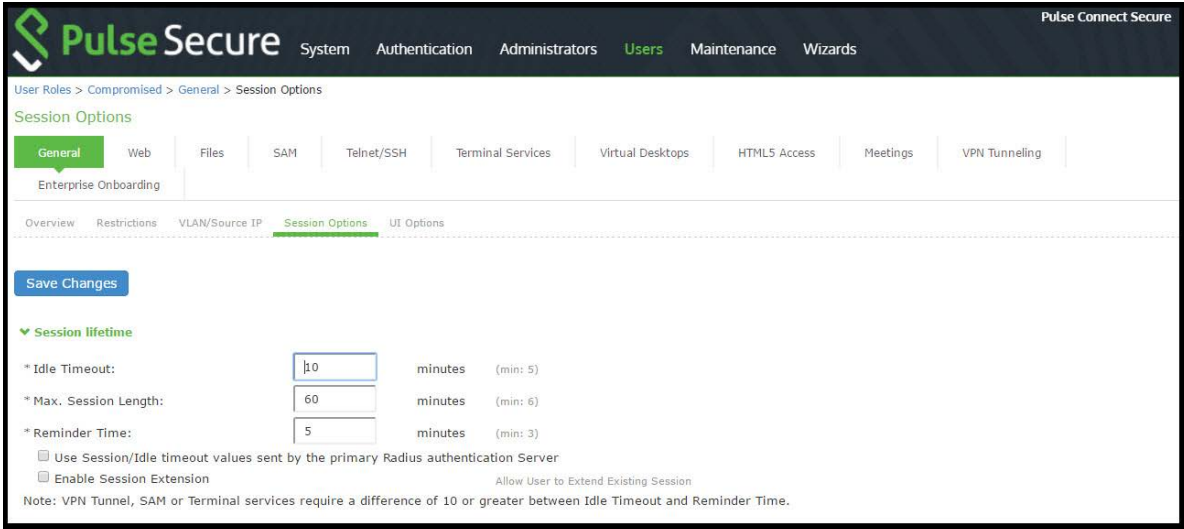 Pulse Connect Secure
Pulse Secure System Authentication Administrators Users Maintenance Wizards
User Roles > Compromised > General > Session Options
Session Options
General Web Files SAM Telnet/SSH Terminal Services Virtual Desktops HTML5 Access Meetings VPN Tunneling
Enterprise Onboarding
Overview Restrictions VLAN/Source IP Session Options UI Options
Save Changes
Session lifetime
* Idle Timeout: 10 minutes (min: 5)
* Max. Session Length: 60 minutes (min: 6)
* Reminder Time: 5 minutes (min: 3)
Use Session/Idle timeout values sent by the primary Radius authentication Server
Enable Session Extension Allow User to Extend Existing Session
Note: VPN Tunnel, SAM or Terminal services require a difference of 10 or greater between Idle Timeout and Reminder Time.